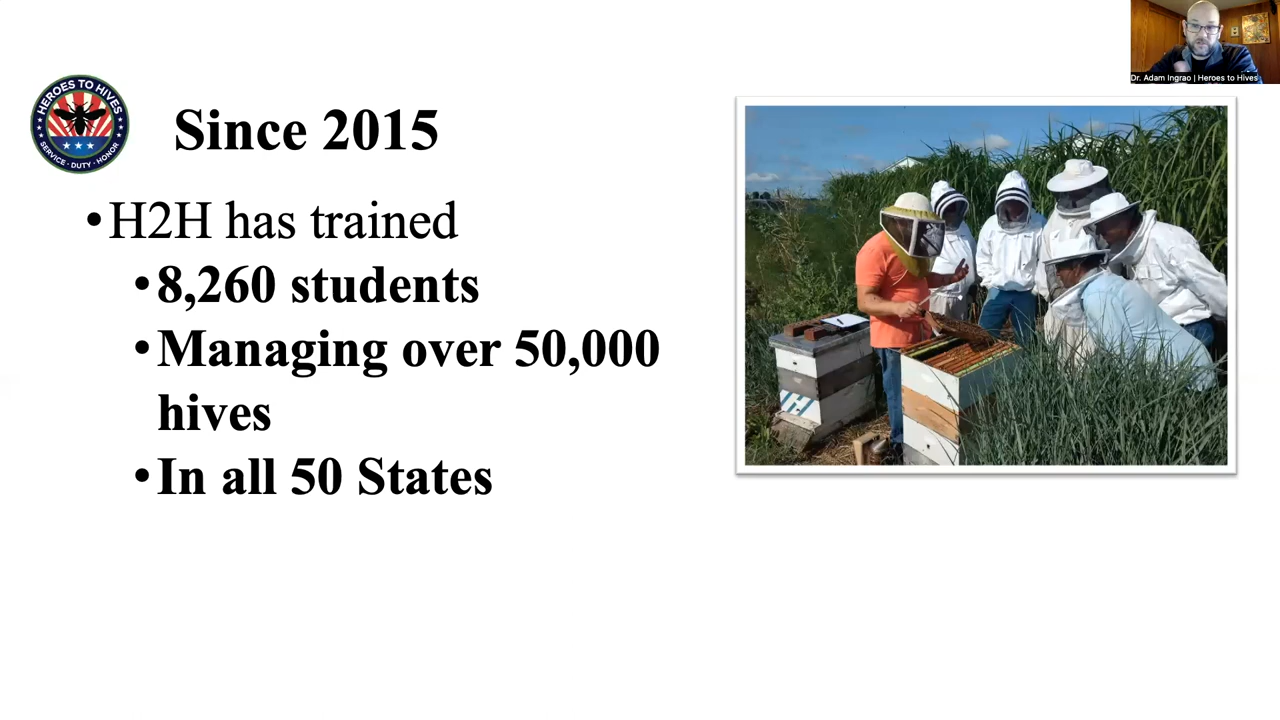 HEROES TO HIVES
SERVICE · DUTY · HONOR
Since 2015
•H2H has trained
•8,260 students
•Managing over 50,000
hives
•In all 50 States
Dr. Adam Ingrao | Heroes to Hives